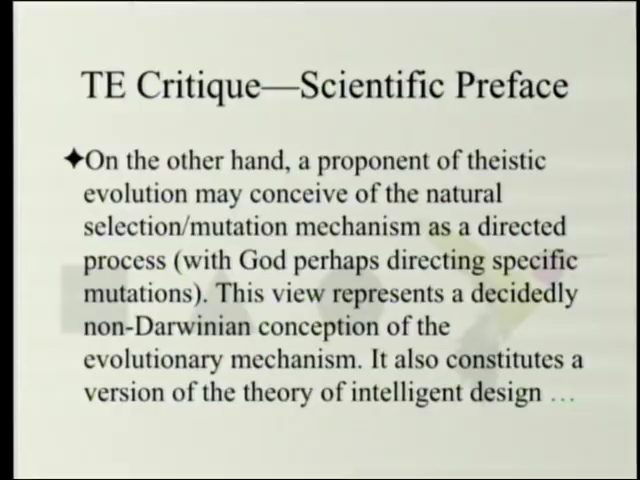 TE Critique—Scientific Preface
✦On the other hand, a proponent of theistic
evolution may conceive of the natural
selection/mutation mechanism as a directed
process (with God perhaps directing specific
mutations). This view represents a decidedly
non-Darwinian conception of the
evolutionary mechanism. It also constitutes a
version of the theory of intelligent design …